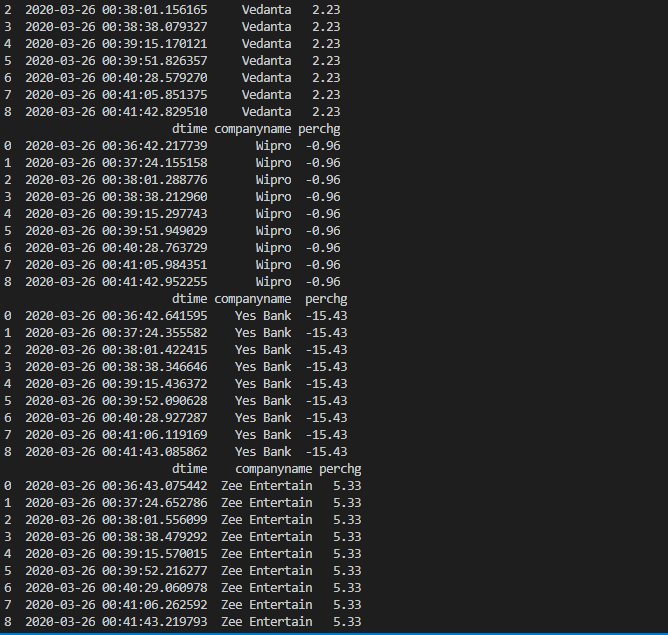 2  2020-03-26 00:38:01.156165     Vedanta   2.23
3  2020-03-26 00:38:38.079327     Vedanta   2.23
4  2020-03-26 00:39:15.170121     Vedanta   2.23
5  2020-03-26 00:39:51.826357     Vedanta   2.23
6  2020-03-26 00:40:28.579270     Vedanta   2.23
7  2020-03-26 00:41:05.851375     Vedanta   2.23
8  2020-03-26 00:41:42.829510     Vedanta   2.23
                        dtime companyname perchg
0  2020-03-26 00:36:42.217739       Wipro  -0.96
1  2020-03-26 00:37:24.155158       Wipro  -0.96
2  2020-03-26 00:38:01.288776       Wipro  -0.96
3  2020-03-26 00:38:38.212960       Wipro  -0.96
4  2020-03-26 00:39:15.297743       Wipro  -0.96
5  2020-03-26 00:39:51.949029       Wipro  -0.96
6  2020-03-26 00:40:28.763729       Wipro  -0.96
7  2020-03-26 00:41:05.984351       Wipro  -0.96
8  2020-03-26 00:41:42.952255       Wipro  -0.96
                        dtime companyname  perchg
0  2020-03-26 00:36:42.641595    Yes Bank  -15.43
1  2020-03-26 00:37:24.355582    Yes Bank  -15.43
2  2020-03-26 00:38:01.422415    Yes Bank  -15.43
3  2020-03-26 00:38:38.346646    Yes Bank  -15.43
4  2020-03-26 00:39:15.436372    Yes Bank  -15.43
5  2020-03-26 00:39:52.090628    Yes Bank  -15.43
6  2020-03-26 00:40:28.927287    Yes Bank  -15.43
7  2020-03-26 00:41:06.119169    Yes Bank  -15.43
8  2020-03-26 00:41:43.085862    Yes Bank  -15.43
                        dtime    companyname perchg
0  2020-03-26 00:36:43.075442  Zee Entertain   5.33
1  2020-03-26 00:37:24.652786  Zee Entertain   5.33
2  2020-03-26 00:38:01.556099  Zee Entertain   5.33
3  2020-03-26 00:38:38.479292  Zee Entertain   5.33
4  2020-03-26 00:39:15.570015  Zee Entertain   5.33
5  2020-03-26 00:39:52.216277  Zee Entertain   5.33
6  2020-03-26 00:40:29.060978  Zee Entertain   5.33
7  2020-03-26 00:41:06.262592  Zee Entertain   5.33
8  2020-03-26 00:41:43.219793  Zee Entertain   5.33